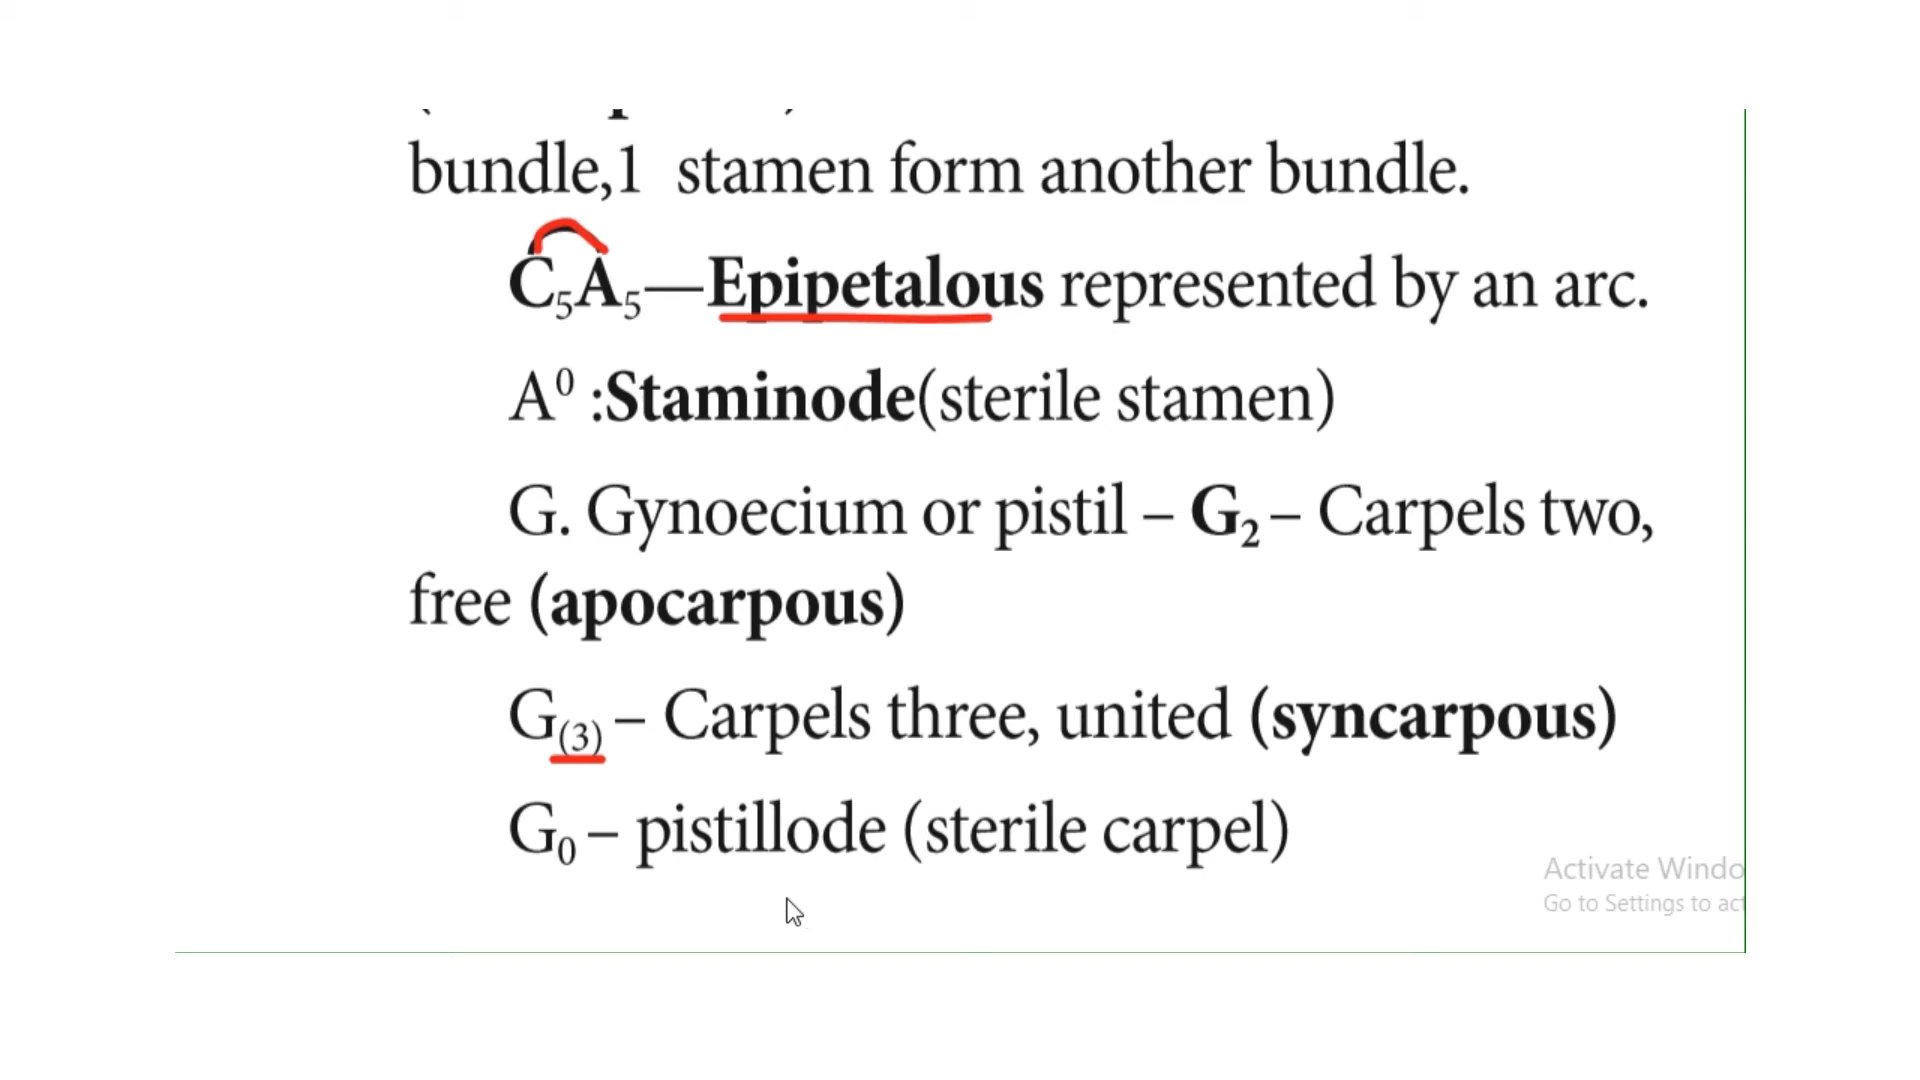 bundle,1 stamen form another bundle.
C₅A₅—Epipetalous represented by an arc.
A⁰ :Staminode(sterile stamen)
G. Gynoecium or pistil – G₂ – Carpels two,
free (apocarpous)
G₍₃₎ – Carpels three, united (syncarpous)
G₀ – pistillode (sterile carpel)
Activate Windo
Go to Settings to act